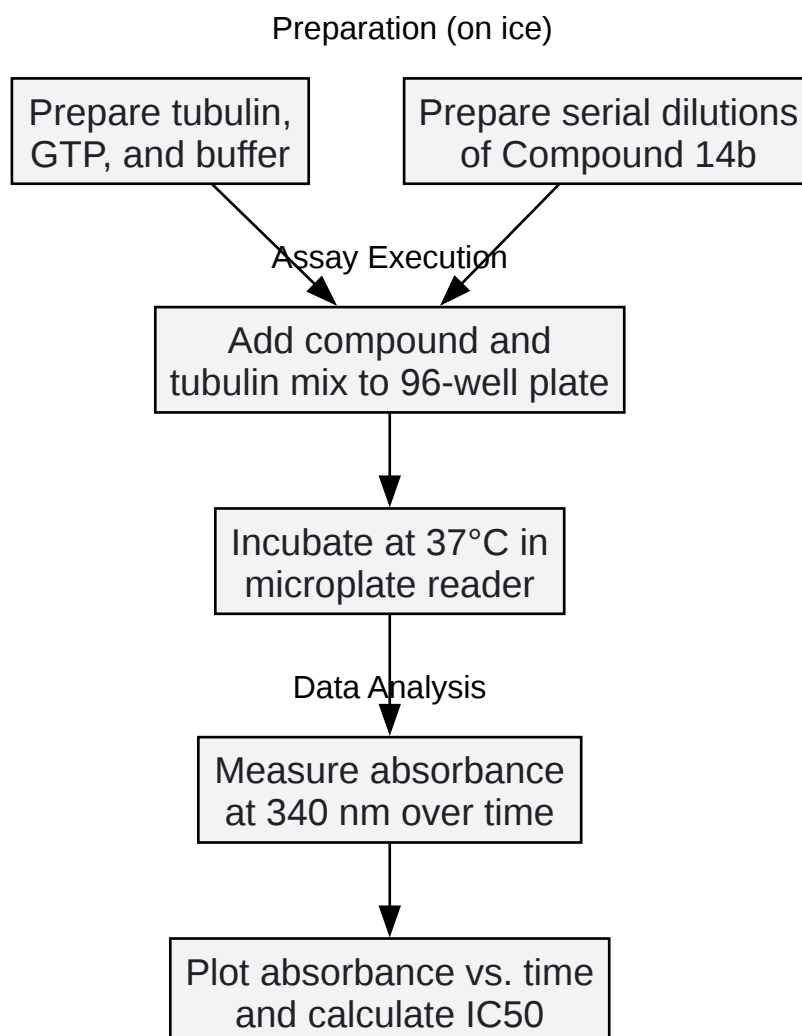 Preparation (on ice)
Prepare tubulin,
GTP, and buffer
Prepare serial dilutions
of Compound 14b
Assay Execution
Add compound and
tubulin mix to 96-well plate
Incubate at 37°C in
microplate reader
Data Analysis
Measure absorbance
at 340 nm over time
Plot absorbance vs. time
and calculate IC50